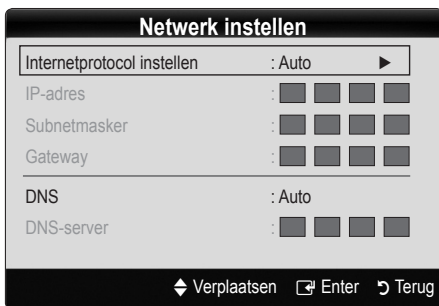 Netwerk instellen
Internetprotocol instellen : Auto ▶
IP-adres :
Subnetmasker :
Gateway :
DNS : Auto
DNS-server :
Verplaatsen Enter Terug